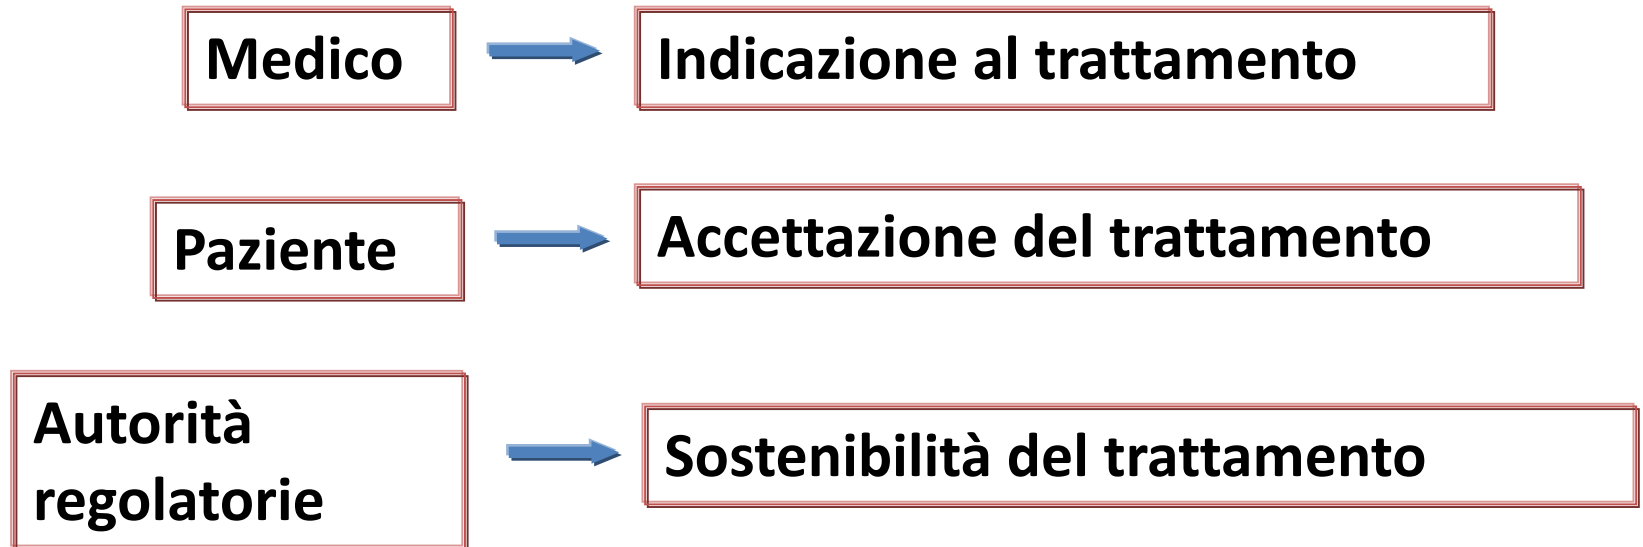 Medico
Indicazione al trattamento
Paziente
Accettazione del trattamento
Autorità
regolatorie
Sostenibilità del trattamento